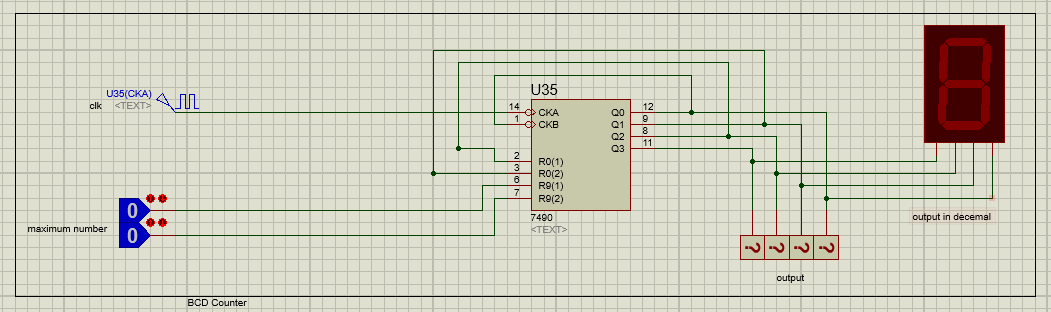 U35(CKA)
clk <TEXT>
U35
14 CKA Q0 12
1 CKB Q1 9
Q2 8
Q3 11
2 R0(1)
3 R0(2)
6 R9(1)
7 R9(2)
7490
<TEXT>
0
0
maximum number
? ? ? ?
output
output in decemal
BCD Counter